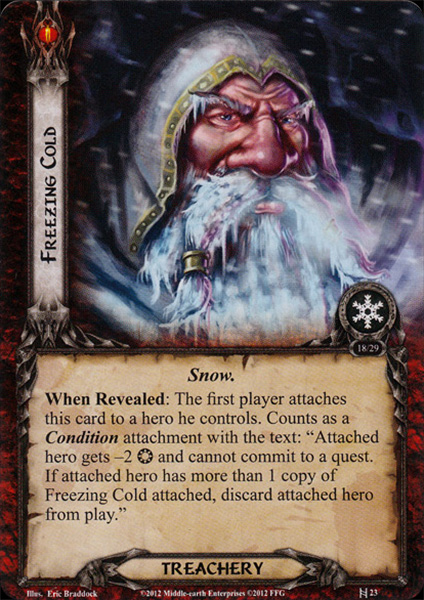 Freezing Cold
18/29
Snow.
When Revealed: The first player attaches
this card to a hero he controls. Counts as a
Condition attachment with the text: “Attached
hero gets –2 and cannot commit to a quest.
If attached hero has more than 1 copy of
Freezing Cold attached, discard attached hero
from play.”
TREACHERY
Illus. Eric Braddock ©2012 Middle-earth Enterprises ©2012 FFG 23